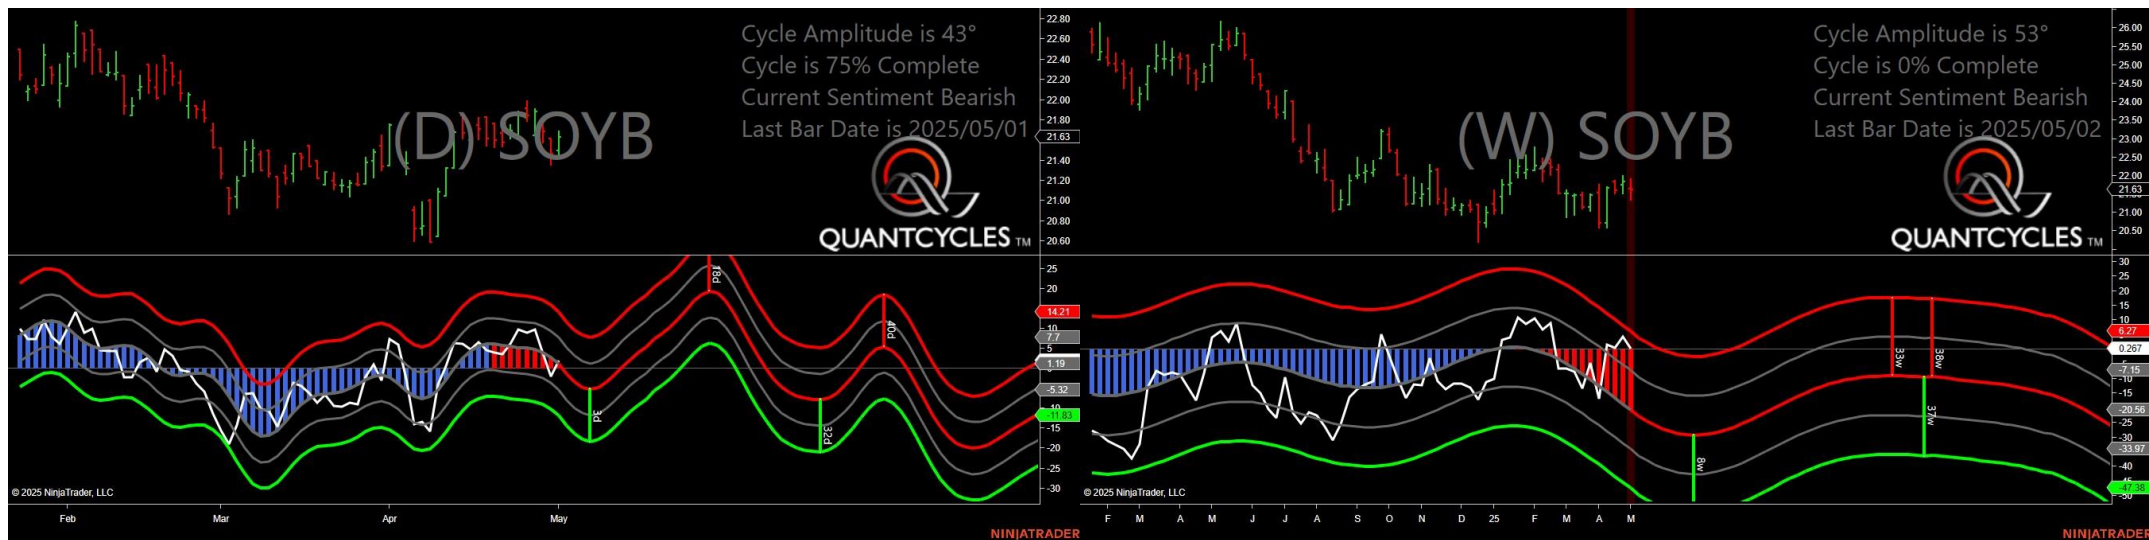 Cycle Amplitude is 43°
Cycle is 75% Complete
Current Sentiment Bearish
Last Bar Date is 2025/05/01
(D) SOYB
QUANTCYCLES TM
22.80
22.60
22.40
22.20
22.00
21.80
21.63
21.40
21.20
21.00
20.80
20.60
18d
40d
3d
32d
25
20
14.21
10
7.7
5
1.19
-5.32
-11.83
-15
-20
-25
-30
© 2025 NinjaTrader, LLC
Feb
Mar
Apr
May
NINJATRADER
Cycle Amplitude is 53°
Cycle is 0% Complete
Current Sentiment Bearish
Last Bar Date is 2025/05/02
(W) SOYB
QUANTCYCLES TM
26.00
25.50
25.00
24.50
24.00
23.50
23.00
22.50
22.00
21.63
21.00
20.50
33w
38w
37w
8w
30
25
20
15
10
6.27
0.267
-7.15
-15
-20.56
-25
-30
-33.97
-40
-47.38
© 2025 NinjaTrader, LLC
F
M
A
M
J
J
A
S
O
N
D
25
F
M
A
M
NINJATRADER